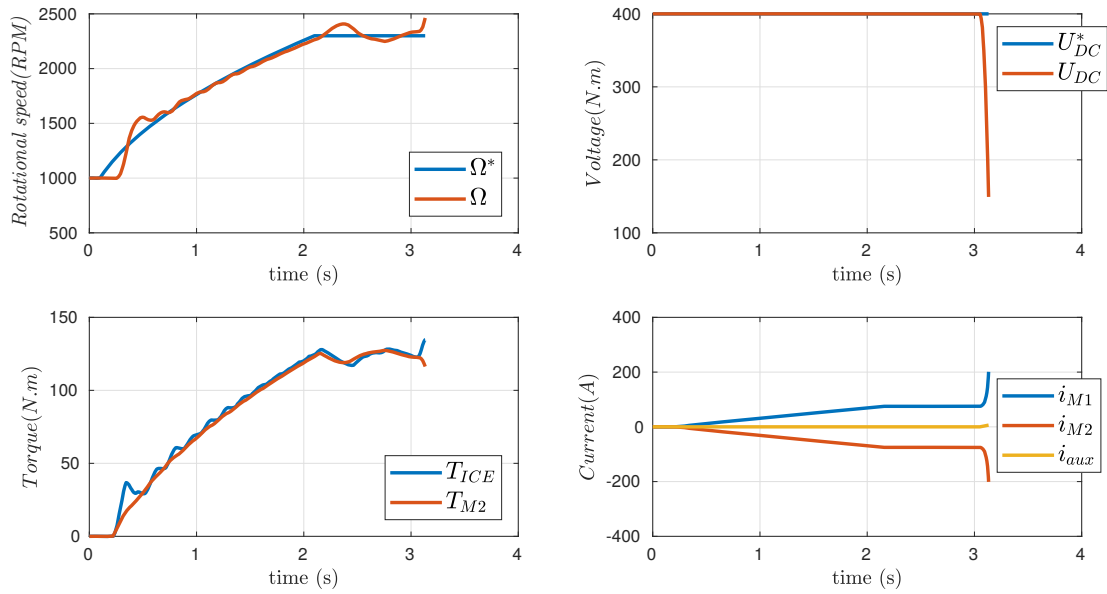 Rotational speed(RPM)
2500
2000
1500
1000
500
0 1 2 3 4
time (s)
Ω*
Ω
Voltage(N.m)
400
300
200
100
0 1 2 3 4
time (s)
U*DC
UDC
Torque(N.m)
150
100
50
0
0 1 2 3 4
time (s)
TICE
TM2
Current(A)
400
200
0
-200
-400
0 1 2 3 4
time (s)
iM1
iM2
iaux